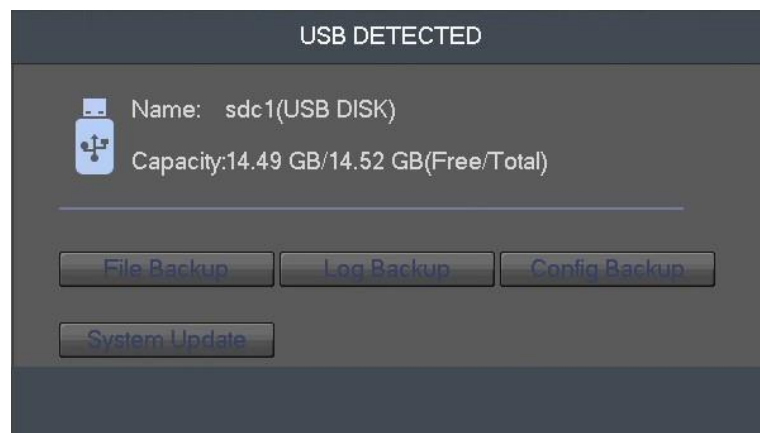 USB DETECTED
Name: sdc1(USB DISK)
Capacity:14.49 GB/14.52 GB(Free/Total)
File Backup Log Backup Config Backup
System Update